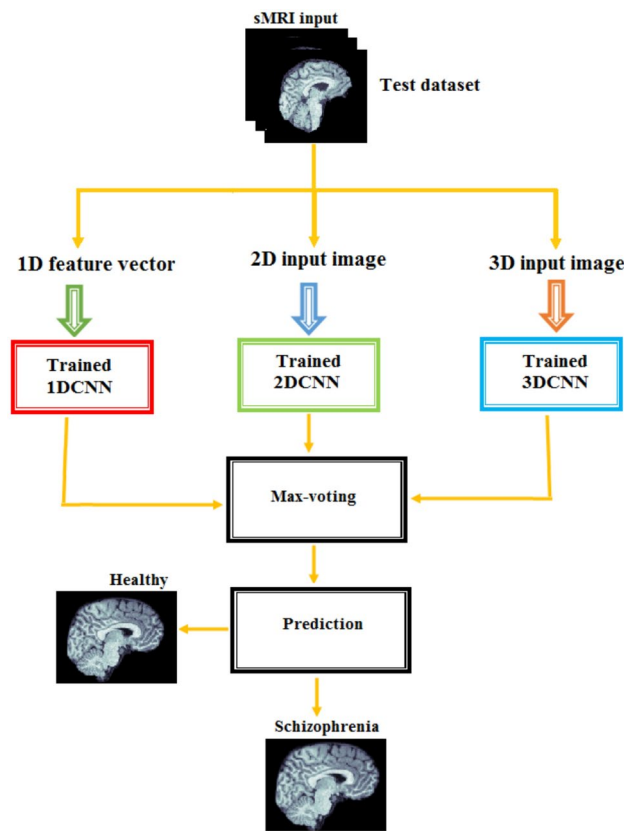 sMRI input
Test dataset
1D feature vector
2D input image
3D input image
Trained
1DCNN
Trained
2DCNN
Trained
3DCNN
Max-voting
Healthy
Prediction
Schizophrenia